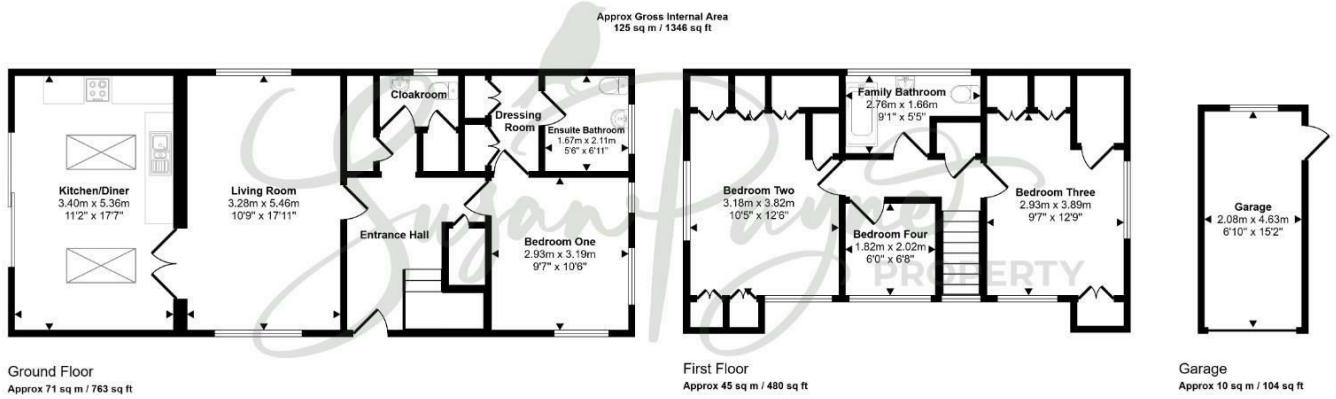 Approx Gross Internal Area
125 sq m / 1346 sq ft
Kitchen/Diner
3.40m x 5.36m
11'2" x 17'7"
Living Room
3.28m x 5.46m
10'9" x 17'11"
Entrance Hall
Cloakroom
Dressing
Room
Ensuite Bathroom
1.67m x 2.11m
5'6" x 6'11"
Bedroom One
2.93m x 3.19m
9'7" x 10'6"
Ground Floor
Approx 71 sq m / 763 sq ft
Family Bathroom
2.76m x 1.66m
9'1" x 5'5"
Bedroom Two
3.18m x 3.82m
10'5" x 12'6"
Bedroom Three
2.93m x 3.89m
9'7" x 12'9"
Bedroom Four
1.82m x 2.02m
6'0" x 6'8"
First Floor
Approx 45 sq m / 480 sq ft
Garage
2.08m x 4.63m
6'10" x 15'2"
Garage
Approx 10 sq m / 104 sq ft
Susan Payne
PROPERTY